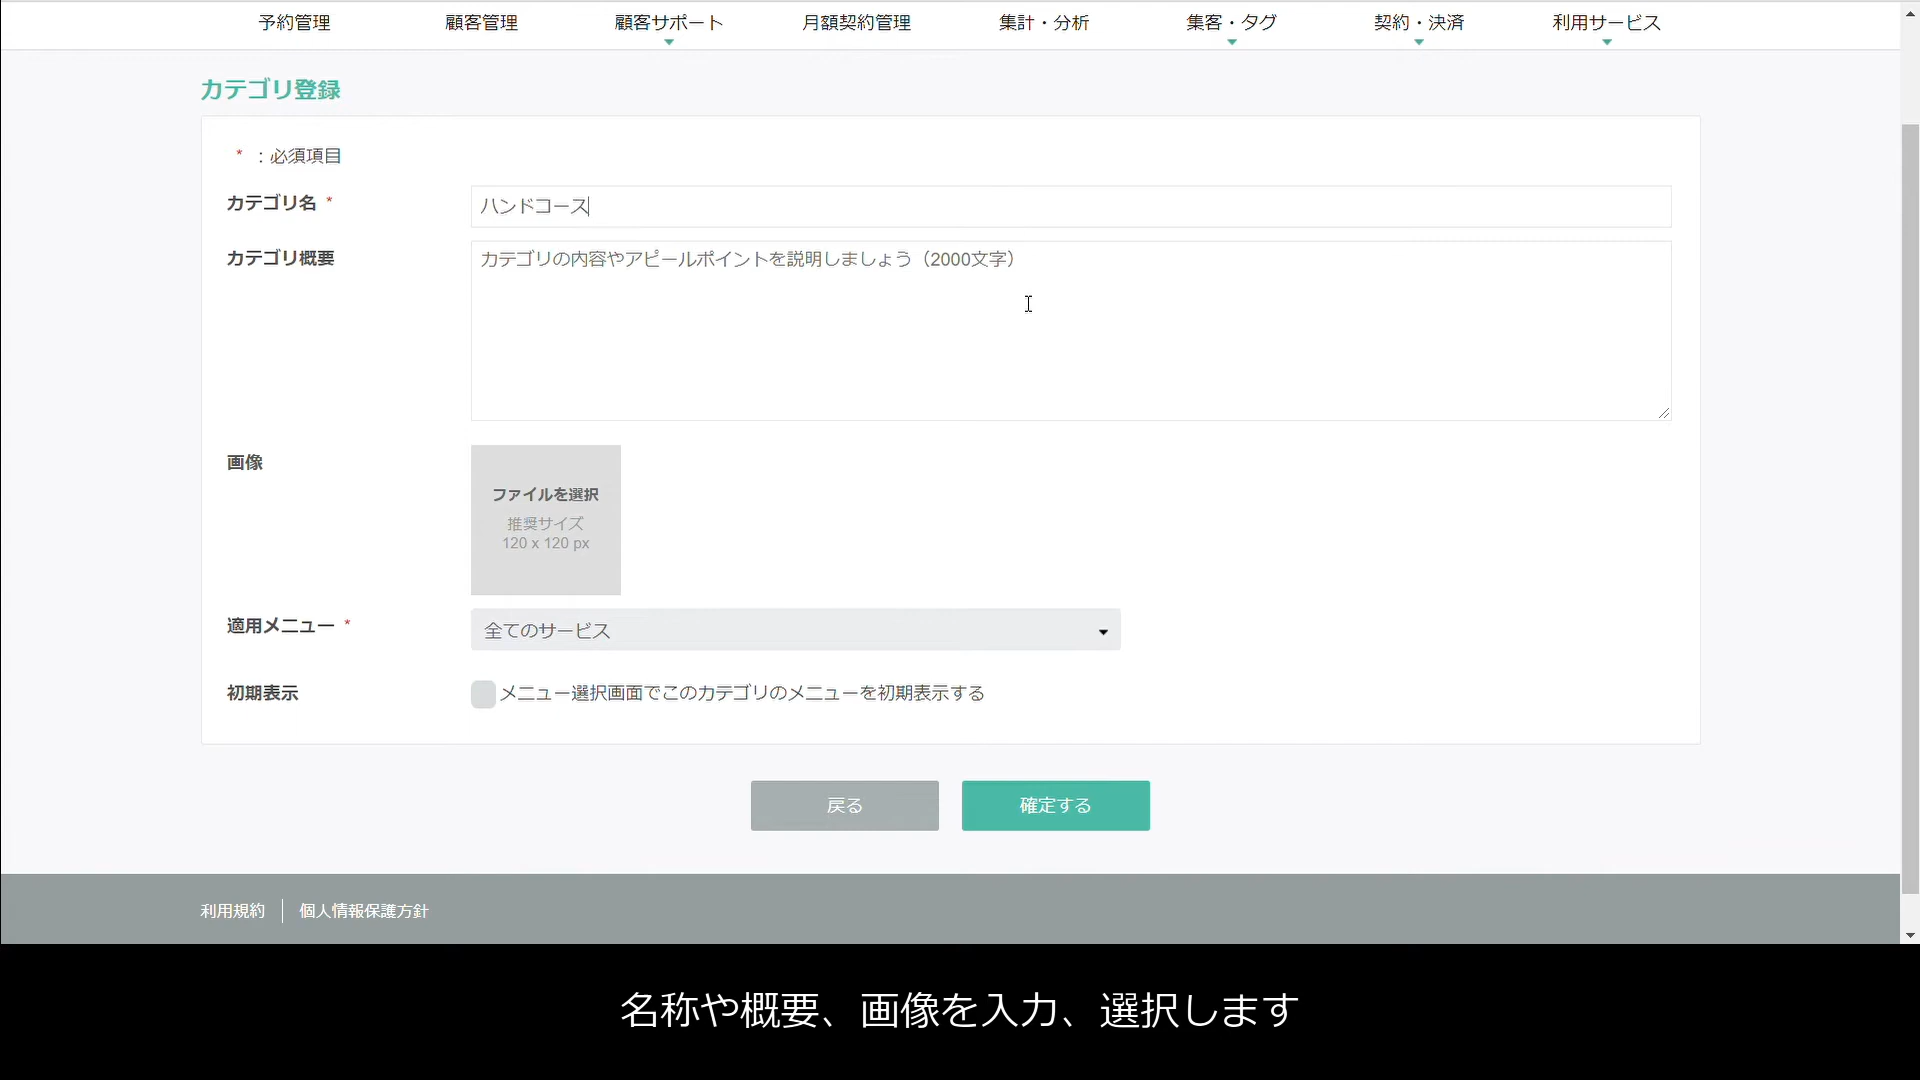 予約管理 顧客管理 顧客サポート 月額契約管理 集計・分析 集客・タグ 契約・決済 利用サービス
カテゴリ登録
* ：必須項目
カテゴリ名 * ハンドコース
カテゴリ概要 カテゴリの内容やアピールポイントを説明しましょう（2000文字）
画像
ファイルを選択
推奨サイズ
120 x 120 px
適用メニュー * 全てのサービス
初期表示 メニュー選択画面でこのカテゴリのメニューを初期表示する
戻る 確定する
利用規約 個人情報保護方針
名称や概要、画像を入力、選択します